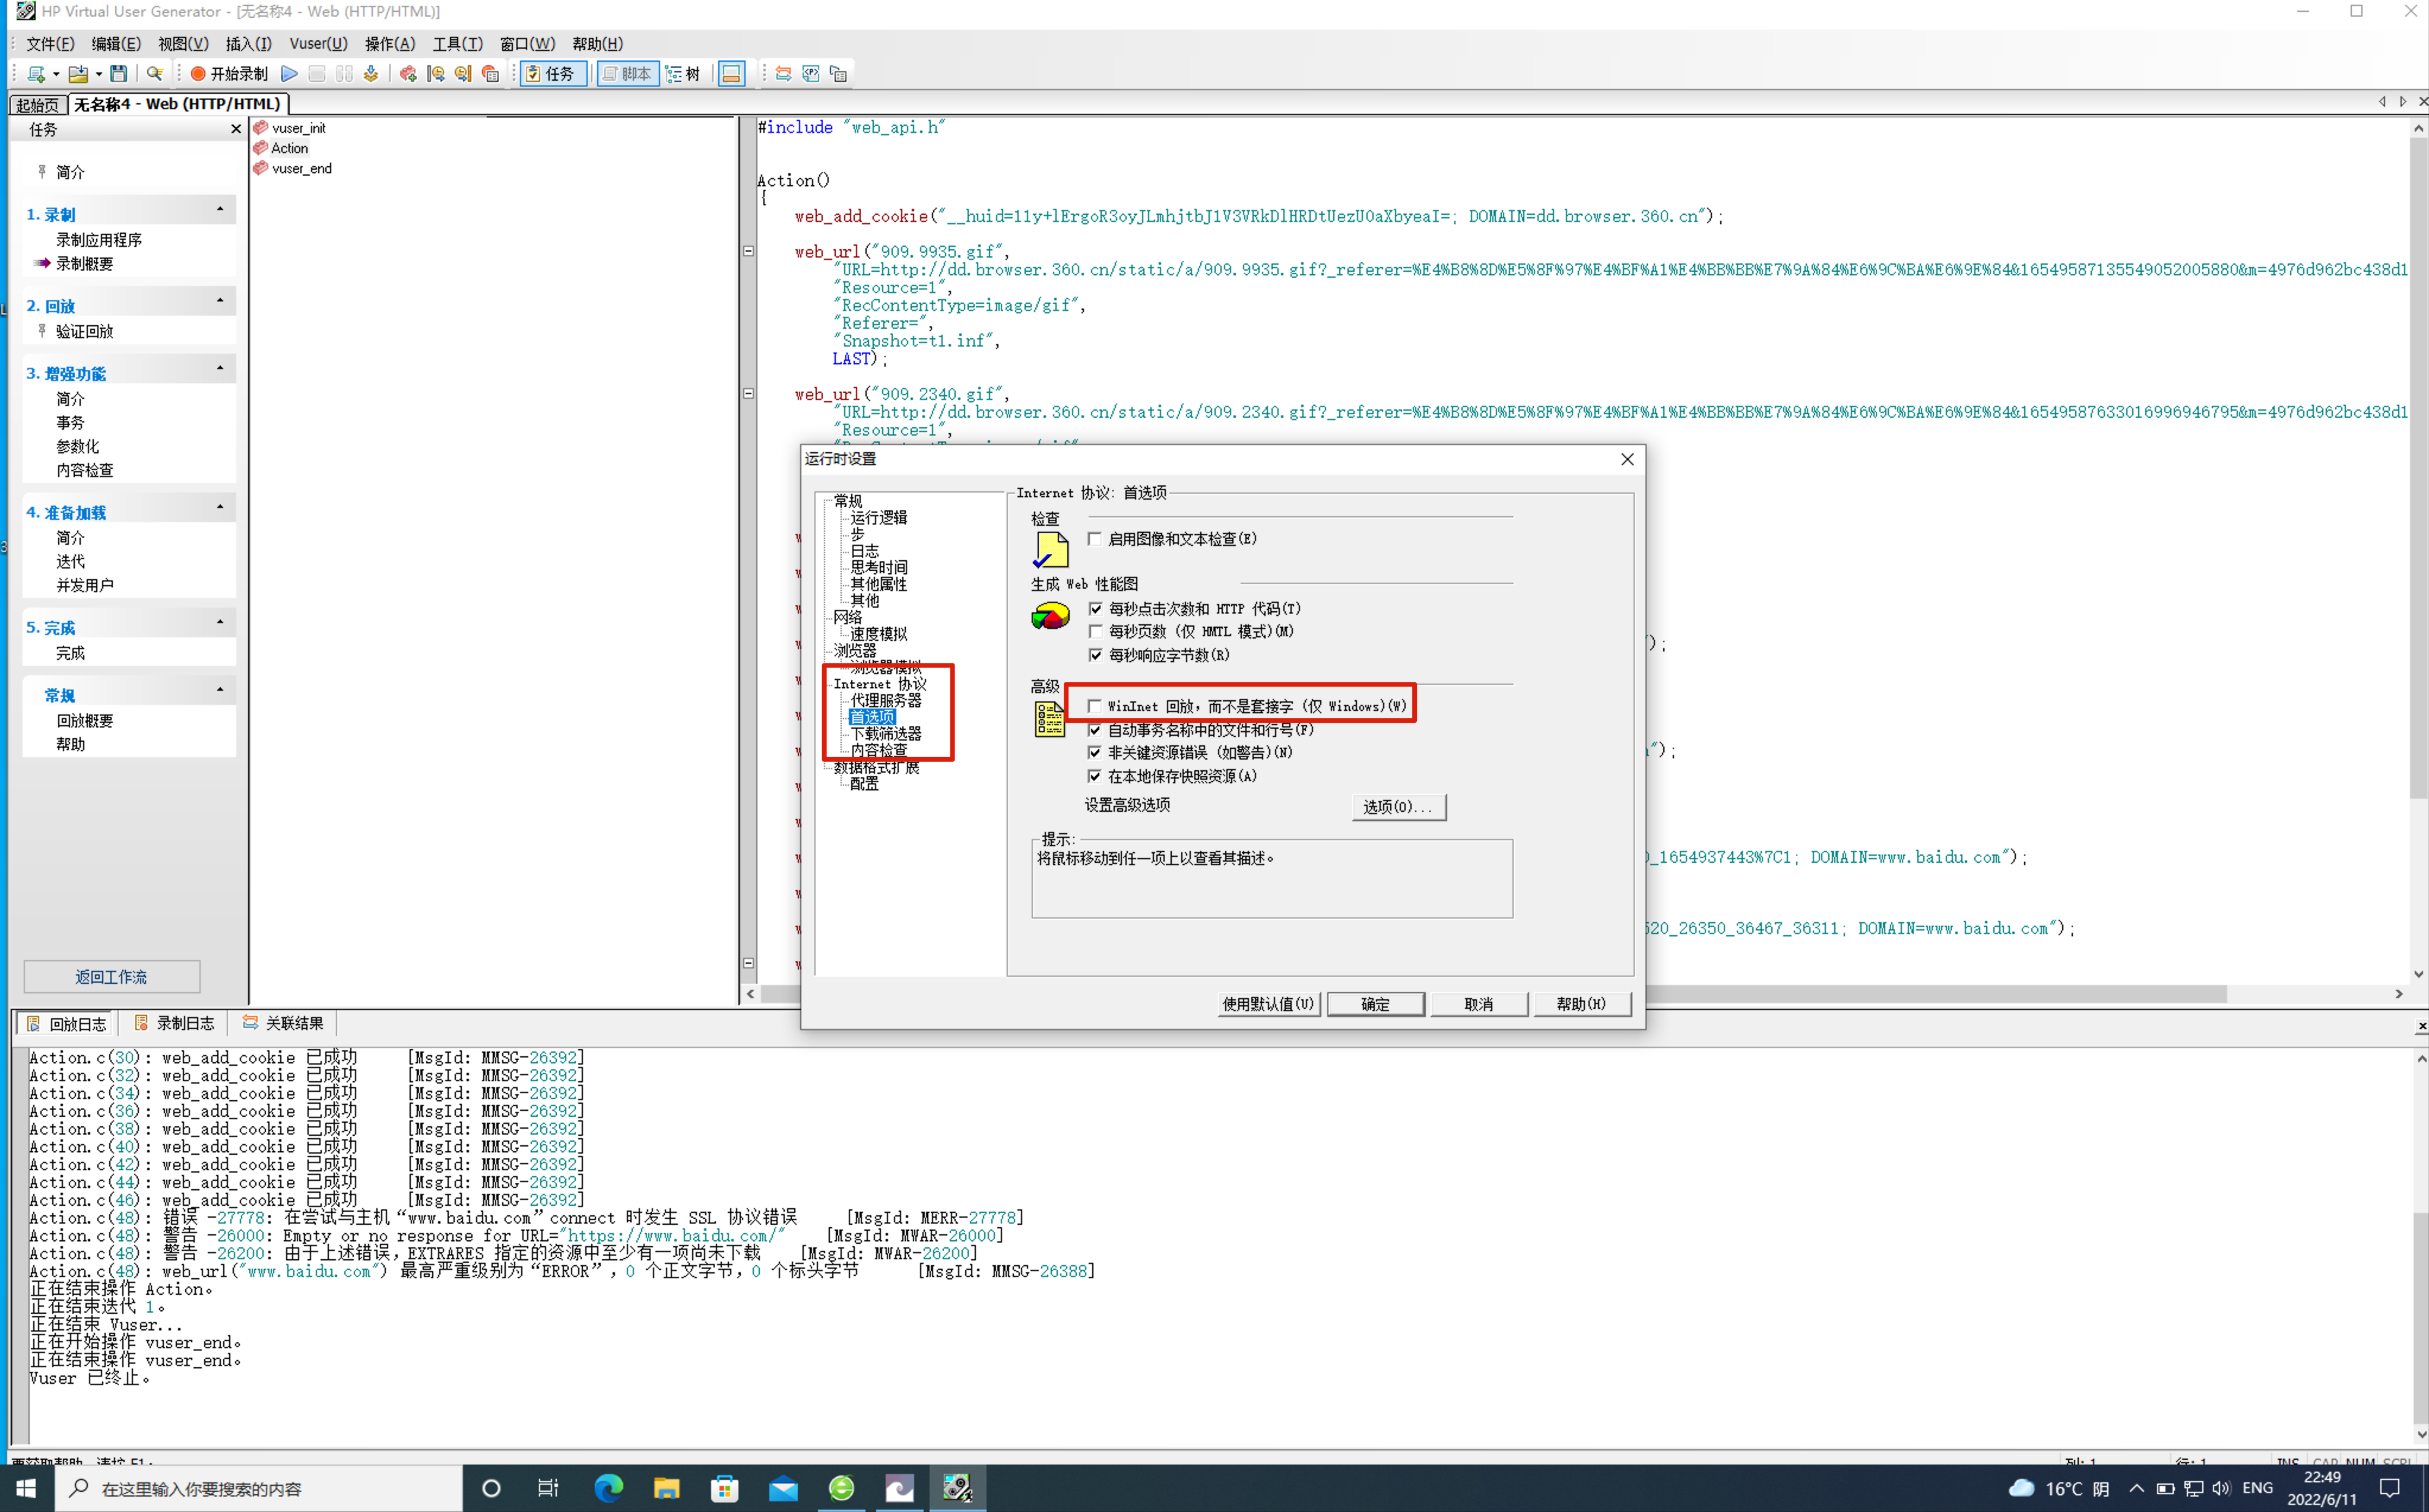 HP Virtual User Generator - [无名称4 - Web (HTTP/HTML)]
文件(F) 编辑(E) 视图(V) 插入(I) Vuser(U) 操作(A) 工具(T) 窗口(W) 帮助(H)
开始录制 任务 脚本 树
起始页 无名称4 - Web (HTTP/HTML)
任务
简介
1. 录制
录制应用程序
录制概要
2. 回放
验证回放
3. 增强功能
简介
事务
参数化
内容检查
4. 准备加载
简介
迭代
并发用户
5. 完成
完成
常规
回放概要
帮助
返回工作流
vuser_init
Action
vuser_end
#include "web_api.h"
Action()
{
web_add_cookie("__huid=11y+lErgoR3oyJLmhjtbJ1V3VRkDlHRDtUezU0aXbyeaI=; DOMAIN=dd.browser.360.cn");
web_url("909.9935.gif",
"URL=http://dd.browser.360.cn/static/a/909.9935.gif?_referer=%E4%B8%8D%E5%8F%97%E4%BF%A1%E4%BB%BB%E7%9A%84%E6%9C%BA%E6%9E%84&16549587135549052005880&m=4976d962bc438d1
"Resource=1",
"RecContentType=image/gif",
"Referer=",
"Snapshot=t1.inf",
LAST);
web_url("909.2340.gif",
"URL=http://dd.browser.360.cn/static/a/909.2340.gif?_referer=%E4%B8%8D%E5%8F%97%E4%BF%A1%E4%BB%BB%E7%9A%84%E6%9C%BA%E6%9E%84&16549587633016996946795&m=4976d962bc438d1
"Resource=1",
);
");
)_1654937443%7C1; DOMAIN=www.baidu.com");
520_26350_36467_36311; DOMAIN=www.baidu.com");
运行时设置
常规
运行逻辑
步
日志
思考时间
其他属性
其他
网络
速度模拟
浏览器
浏览器模拟
Internet 协议
代理服务器
首选项
下载筛选器
内容检查
数据格式扩展
配置
Internet 协议: 首选项
检查
启用图像和文本检查(E)
生成 Web 性能图
每秒点击次数和 HTTP 代码(T)
每秒页数 (仅 HMTL 模式)(M)
每秒响应字节数(R)
高级
WinInet 回放，而不是套接字 (仅 Windows)(W)
自动事务名称中的文件和行号(F)
非关键资源错误 (如警告)(N)
在本地保存快照资源(A)
设置高级选项 选项(O)...
提示:
将鼠标移动到任一项上以查看其描述。
使用默认值(U) 确定 取消 帮助(H)
回放日志 录制日志 关联结果
Action.c(30): web_add_cookie 已成功 [MsgId: MMSG-26392]
Action.c(32): web_add_cookie 已成功 [MsgId: MMSG-26392]
Action.c(34): web_add_cookie 已成功 [MsgId: MMSG-26392]
Action.c(36): web_add_cookie 已成功 [MsgId: MMSG-26392]
Action.c(38): web_add_cookie 已成功 [MsgId: MMSG-26392]
Action.c(40): web_add_cookie 已成功 [MsgId: MMSG-26392]
Action.c(42): web_add_cookie 已成功 [MsgId: MMSG-26392]
Action.c(44): web_add_cookie 已成功 [MsgId: MMSG-26392]
Action.c(46): web_add_cookie 已成功 [MsgId: MMSG-26392]
Action.c(48): 错误 -27778: 在尝试与主机“www.baidu.com”connect 时发生 SSL 协议错误 [MsgId: MERR-27778]
Action.c(48): 警告 -26000: Empty or no response for URL="https://www.baidu.com/" [MsgId: MWAR-26000]
Action.c(48): 警告 -26200: 由于上述错误，EXTRARES 指定的资源中至少有一项尚未下载 [MsgId: MWAR-26200]
Action.c(48): web_url("www.baidu.com") 最高严重级别为“ERROR”，0 个正文字节，0 个标头字节 [MsgId: MMSG-26388]
正在结束操作 Action。
正在结束迭代 1。
正在结束 Vuser...
正在开始操作 vuser_end。
正在结束操作 vuser_end。
Vuser 已终止。
要获取帮助，请按 F1。 列: 1 行: 1 INS CAP NUM SCRL
在这里输入你要搜索的内容
16°C 阴 ENG 22:49
2022/6/11